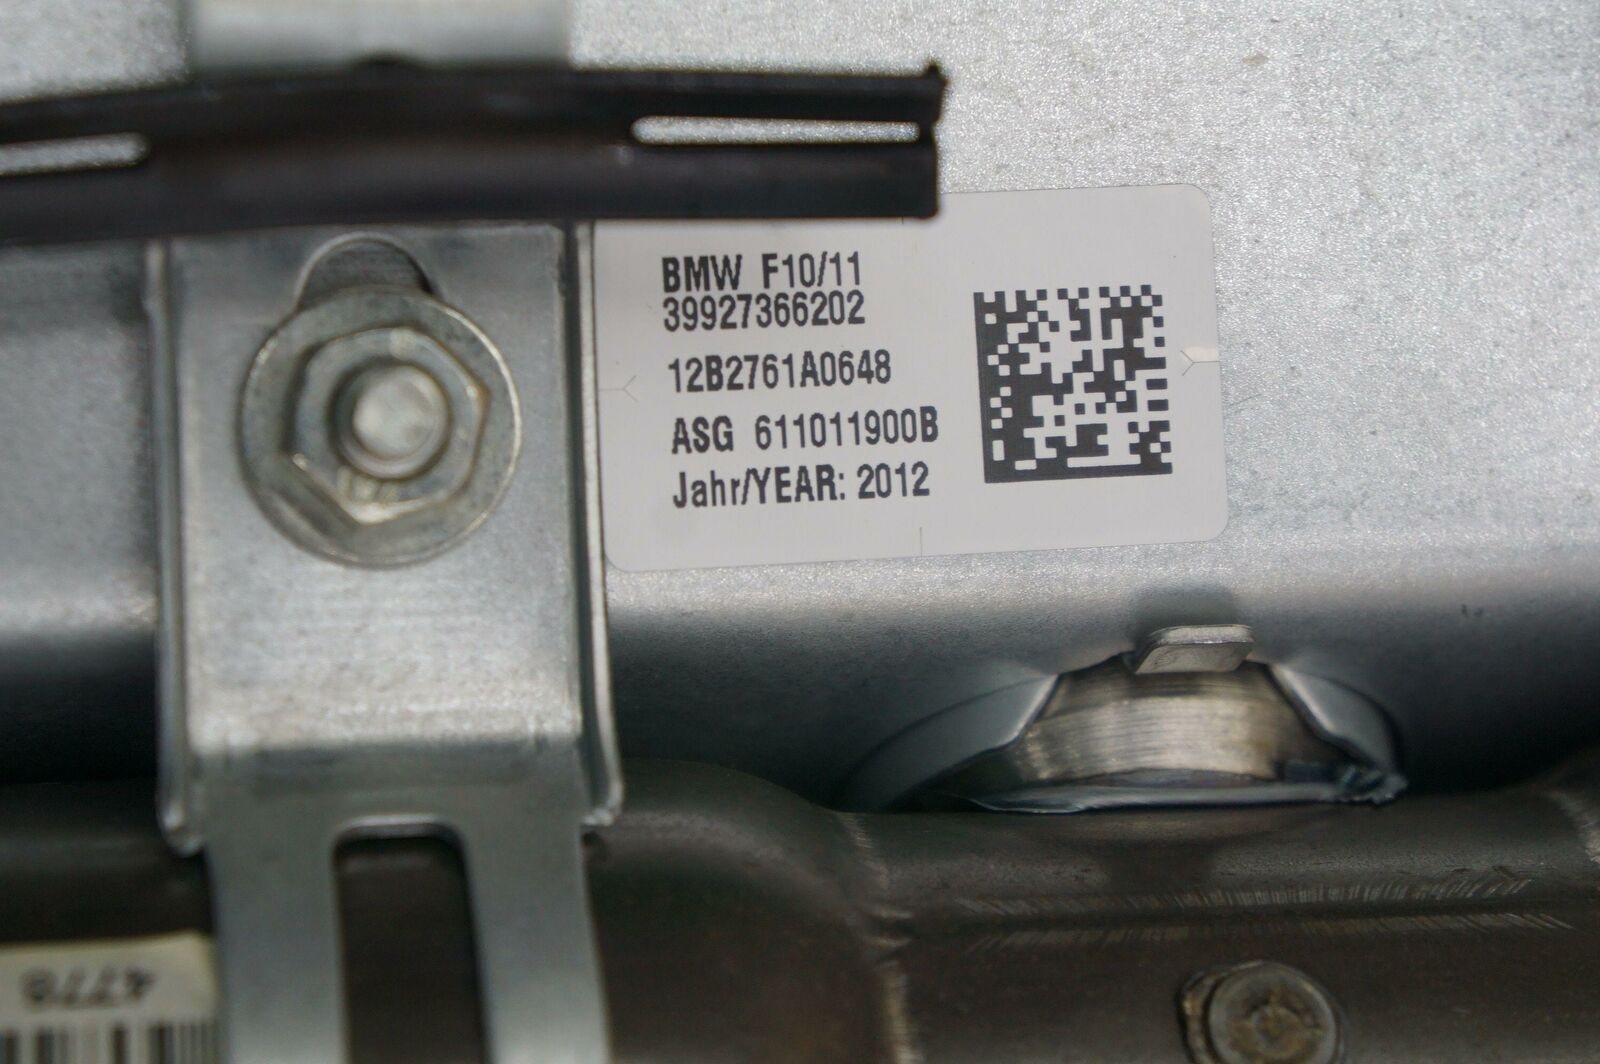 BMW F10/11
39927366202
12B2761A0648
ASG 611011900B
Jahr/YEAR: 2012